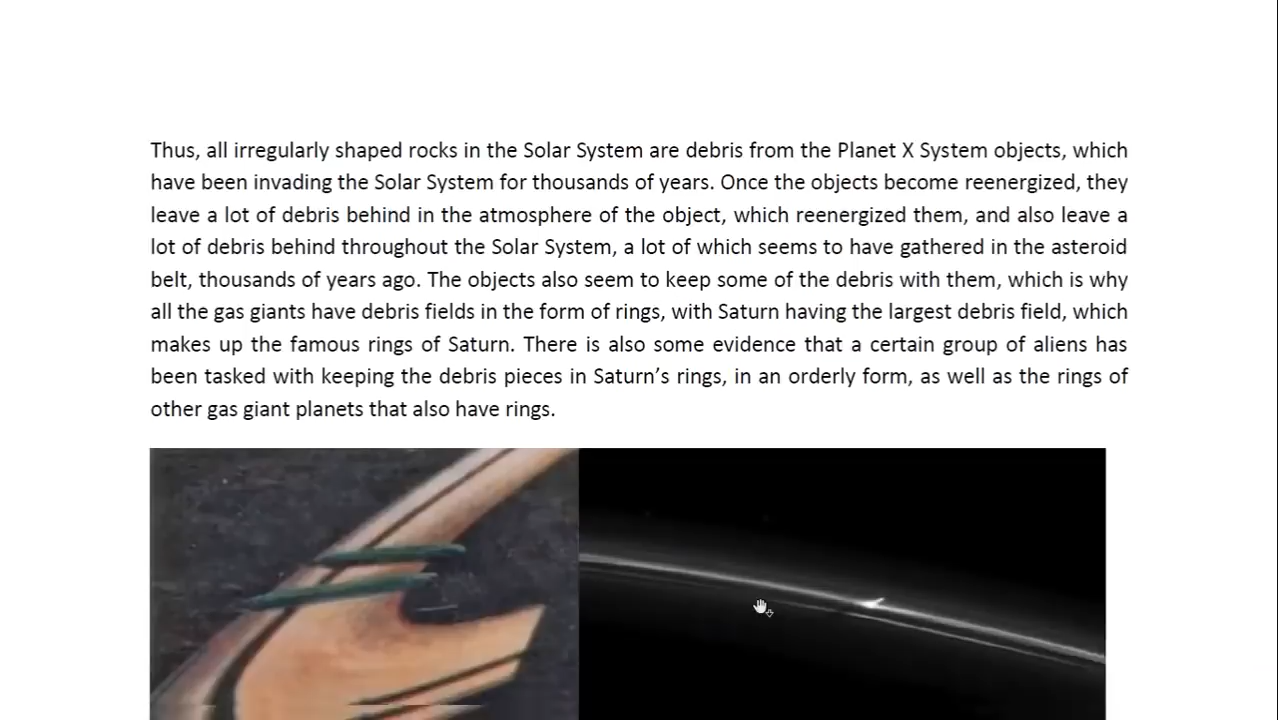 Thus, all irregularly shaped rocks in the Solar System are debris from the Planet X System objects, which
have been invading the Solar System for thousands of years. Once the objects become reenergized, they
leave a lot of debris behind in the atmosphere of the object, which reenergized them, and also leave a
lot of debris behind throughout the Solar System, a lot of which seems to have gathered in the asteroid
belt, thousands of years ago. The objects also seem to keep some of the debris with them, which is why
all the gas giants have debris fields in the form of rings, with Saturn having the largest debris field, which
makes up the famous rings of Saturn. There is also some evidence that a certain group of aliens has
been tasked with keeping the debris pieces in Saturn’s rings, in an orderly form, as well as the rings of
other gas giant planets that also have rings.